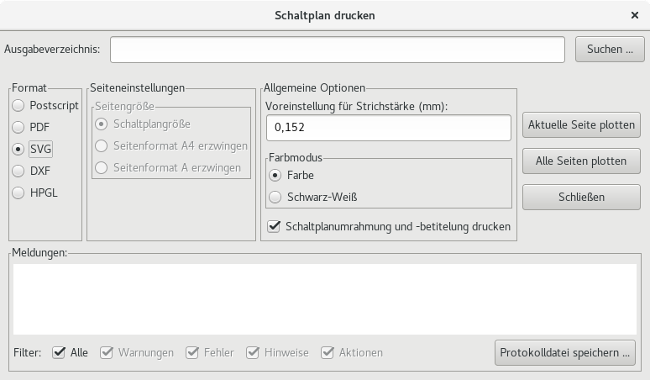 Schaltplan drucken
Ausgabeverzeichnis:
Suchen ...
Format
Postscript
PDF
SVG
DXF
HPGL
Seiteneinstellungen
Seitengröße
Schaltplangröße
Seitenformat A4 erzwingen
Seitenformat A erzwingen
Allgemeine Optionen
Voreinstellung für Strichstärke (mm):
0,152
Farbmodus
Farbe
Schwarz-Weiß
Schaltplanumrahmung und -betitelung drucken
Aktuelle Seite plotten
Alle Seiten plotten
Schließen
Meldungen:
Filter: Alle Warnungen Fehler Hinweise Aktionen
Protokolldatei speichern ...